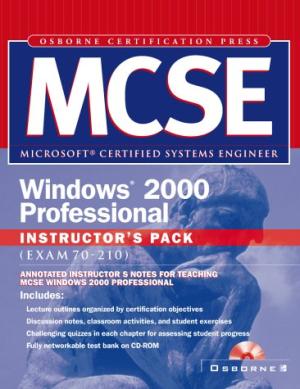 OSBORNE CERTIFICATION PRESS
MCSE
MICROSOFT® CERTIFIED SYSTEMS ENGINEER
Windows® 2000
Professional
INSTRUCTOR'S PACK
(EXAM 70-210)
ANNOTATED INSTRUCTOR S NOTES FOR TEACHING
MCSE WINDOWS 2000 PROFESSIONAL
Includes:
Lecture outlines organized by certification objectives
Discussion notes, classroom activities, and student exercises
Challenging quizzes in each chapter for assessing student progress
Fully networkable test bank on CD-ROM
OSBORNE